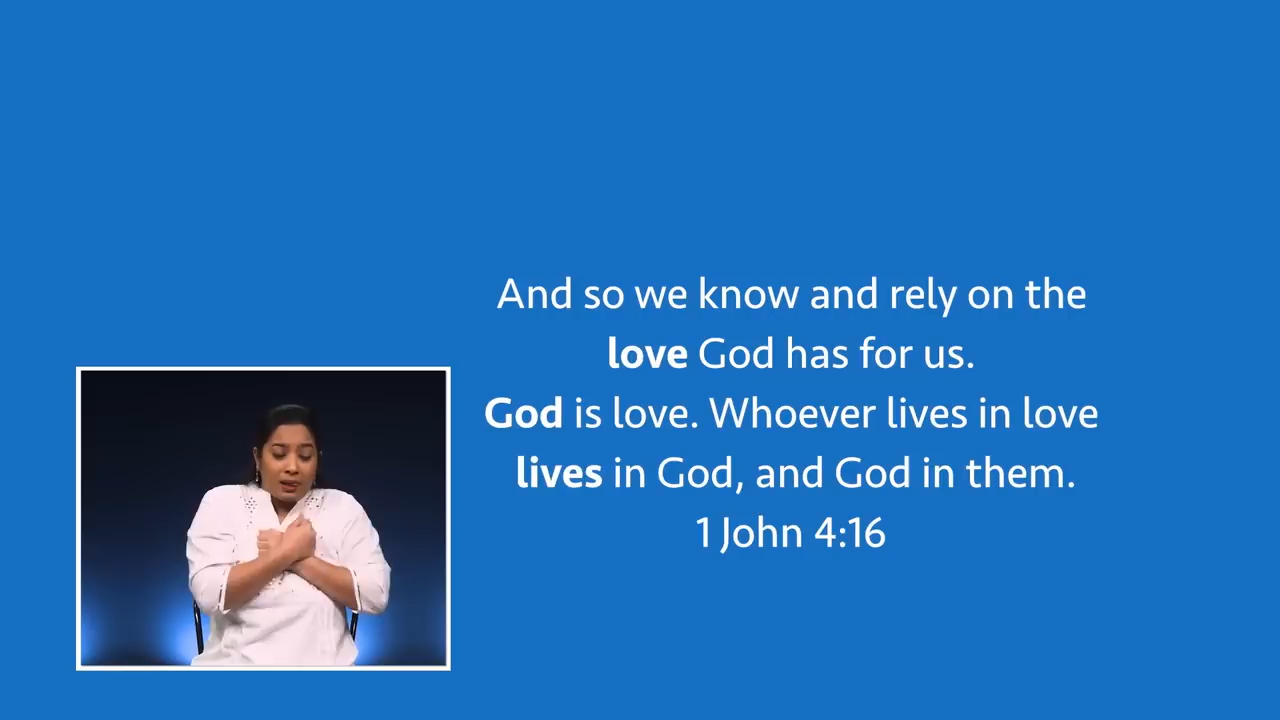 And so we know and rely on the
love God has for us.
God is love. Whoever lives in love
lives in God, and God in them.
1 John 4:16